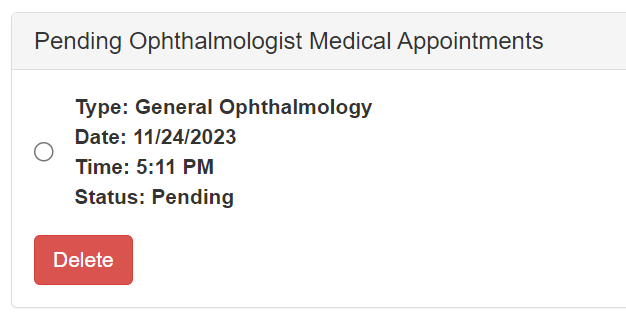 Pending Ophthalmologist Medical Appointments
Type: General Ophthalmology
Date: 11/24/2023
Time: 5:11 PM
Status: Pending
Delete